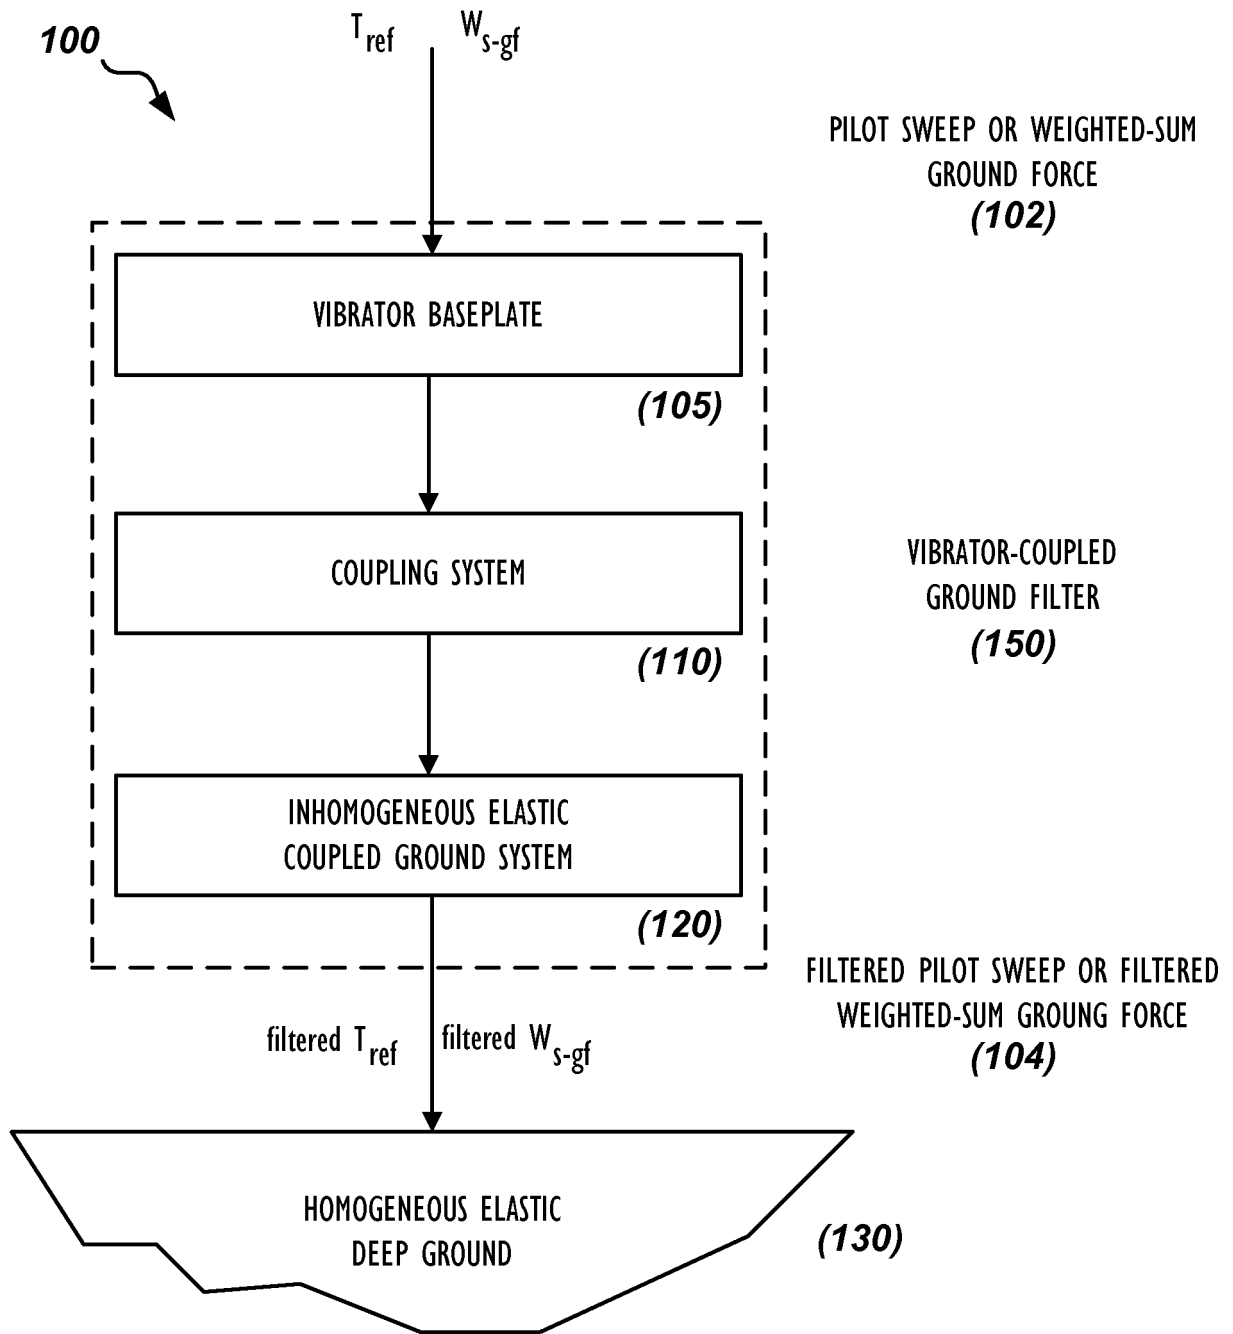 100
T_ref W_s-gf
PILOT SWEEP OR WEIGHTED-SUM
GROUND FORCE
(102)
VIBRATOR BASEPLATE
(105)
COUPLING SYSTEM
(110)
VIBRATOR-COUPLED
GROUND FILTER
(150)
INHOMOGENEOUS ELASTIC
COUPLED GROUND SYSTEM
(120)
FILTERED PILOT SWEEP OR FILTERED
WEIGHTED-SUM GROUNG FORCE
(104)
filtered T_ref filtered W_s-gf
HOMOGENEOUS ELASTIC
DEEP GROUND
(130)